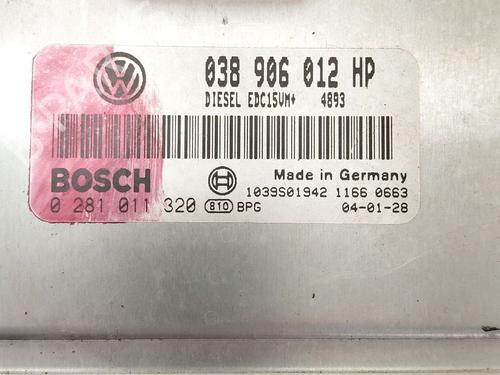 038 906 012 HP
DIESEL EDC15VM+ 4893
BOSCH
Made in Germany
1039S01942 1166 0663
0 281 011 320 810 BPG 04-01-28